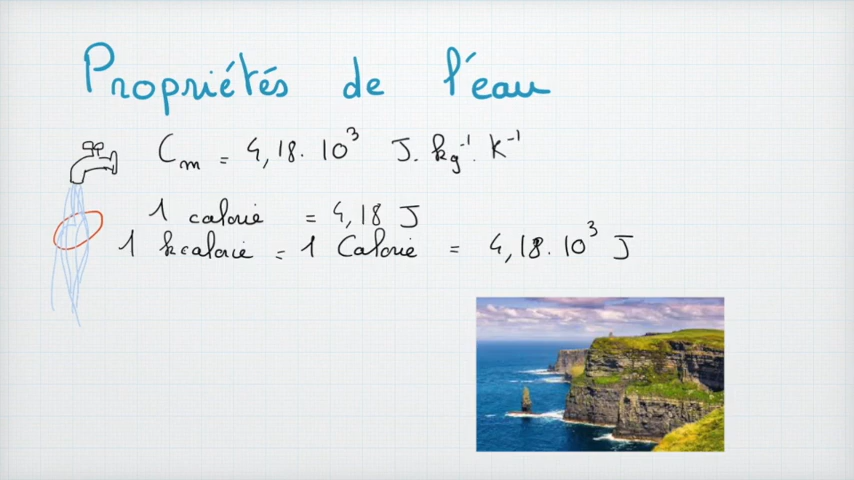 Propriétés de l'eau
Cm = 4,18. 10³ J. kg⁻¹. K⁻¹
1 calorie = 4,18 J
1 kcalorie = 1 Calorie = 4,18. 10³ J